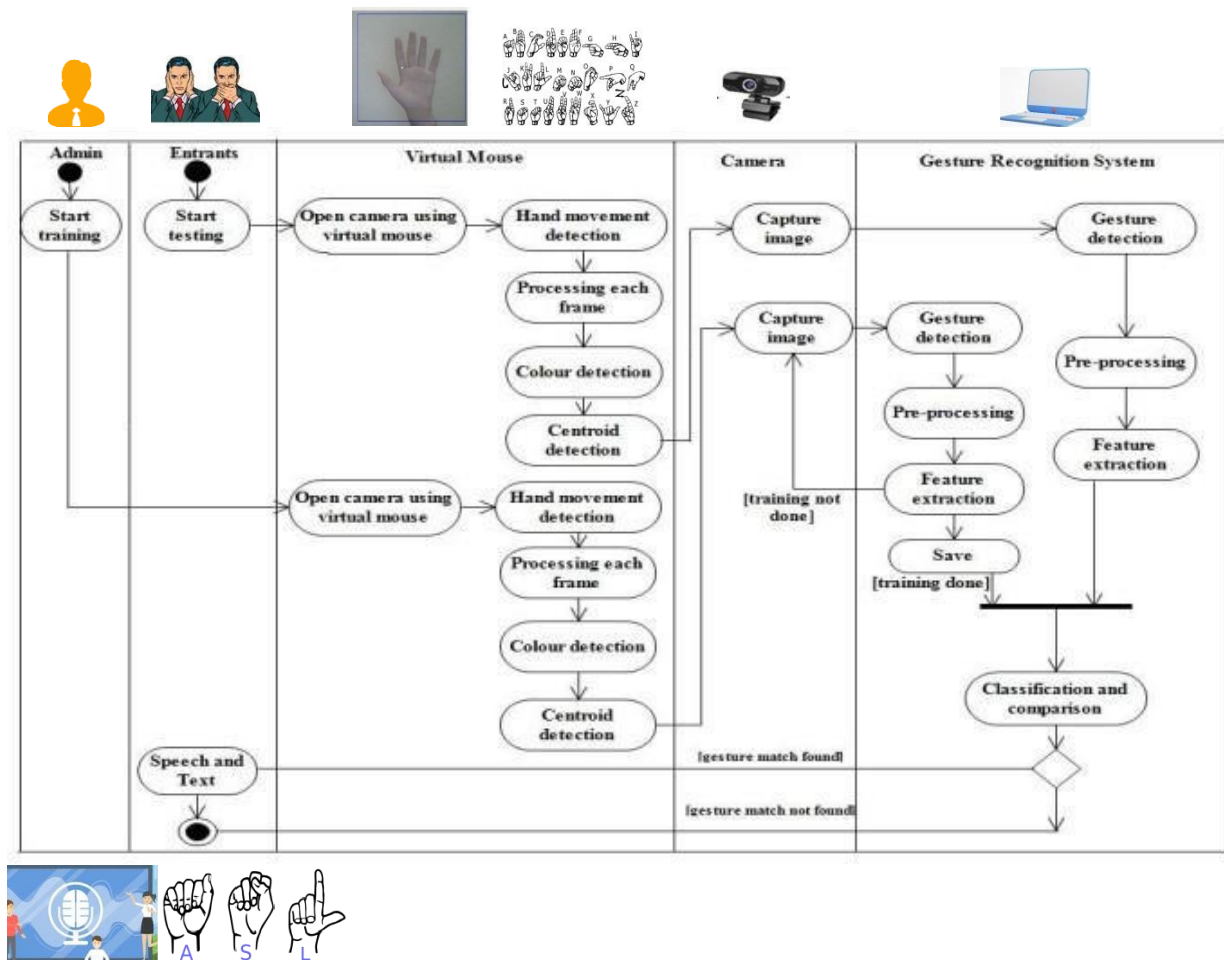 A B C D E F G H I
J K L M N O P Q
R S T U V W X Y Z
Admin
Entrants
Virtual Mouse
Camera
Gesture Recognition System
Start
training
Start
testing
Open camera using
virtual mouse
Hand movement
detection
Capture
image
Gesture
detection
Processing each
frame
Capture
image
Gesture
detection
Colour detection
Pre-processing
Pre-processing
Centroid
detection
Feature
extraction
Open camera using
virtual mouse
Hand movement
detection
[training not
done]
Feature
extraction
Save
[training done]
Processing each
frame
Colour detection
Centroid
detection
Classification and
comparison
Speech and
Text
[gesture match found]
[gesture match not found]
A S L